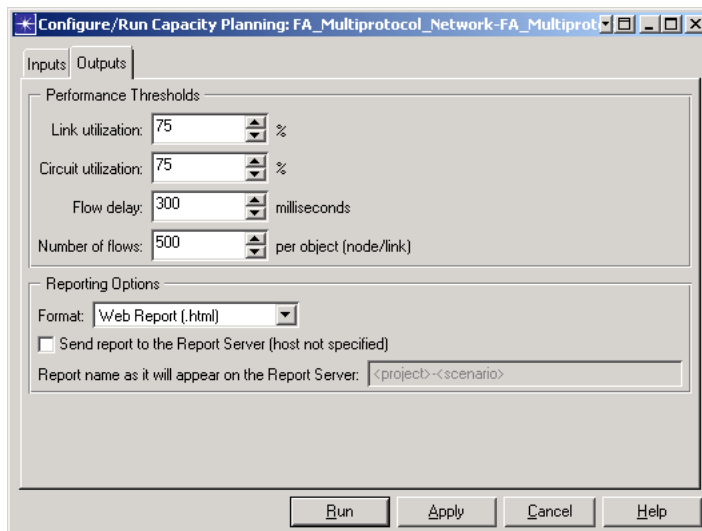 Configure/Run Capacity Planning: FA_Multiprotocol_Network-FA_Multiprot
Inputs Outputs
Performance Thresholds
Link utilization: 75 %
Circuit utilization: 75 %
Flow delay: 300 milliseconds
Number of flows: 500 per object (node/link)
Reporting Options
Format: Web Report (.html)
Send report to the Report Server (host not specified)
Report name as it will appear on the Report Server: <project>-<scenario>
Run Apply Cancel Help